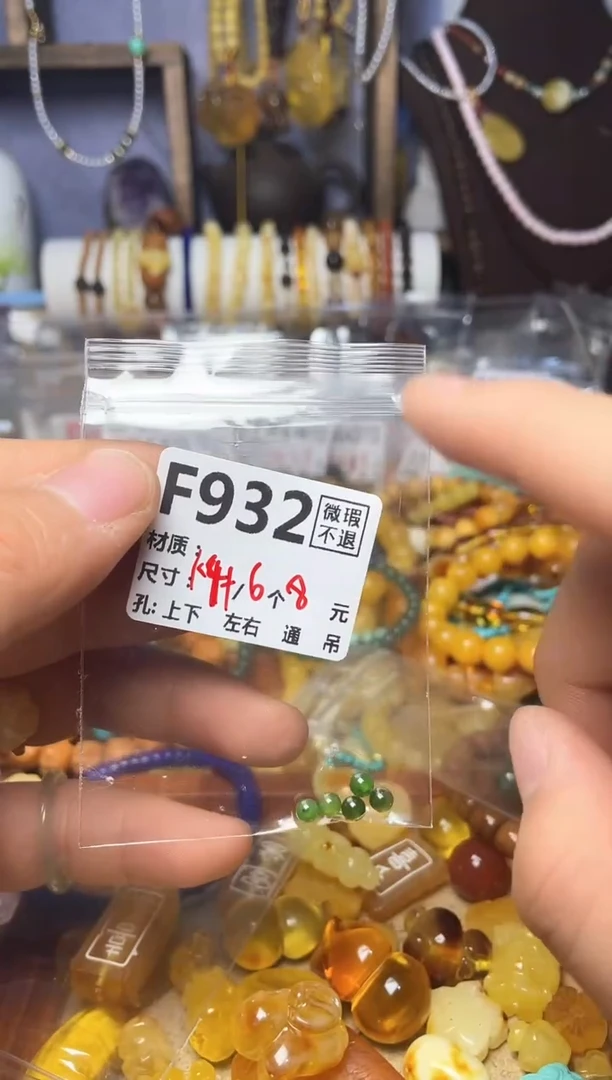 F932 微瑕
不退
材质：
尺寸： /6个8 元
孔：上下 左右 通 吊